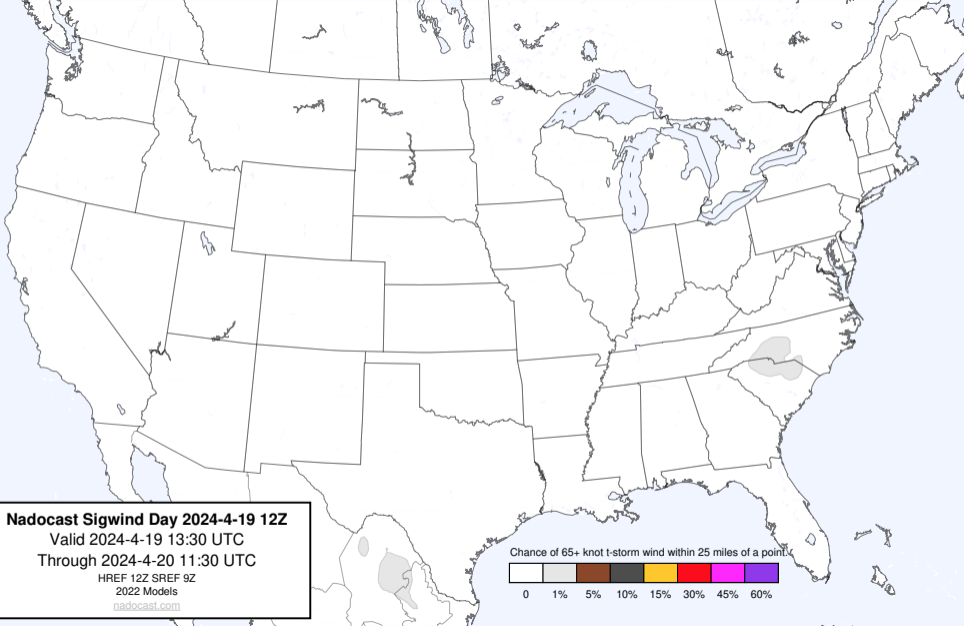 Nadocast Sigwind Day 2024-4-19 12Z
Valid 2024-4-19 13:30 UTC
Through 2024-4-20 11:30 UTC
HREF 12Z SREF 9Z
2022 Models
nadocast.com
Chance of 65+ knot t-storm wind within 25 miles of a point.
0 1% 5% 10% 15% 30% 45% 60%